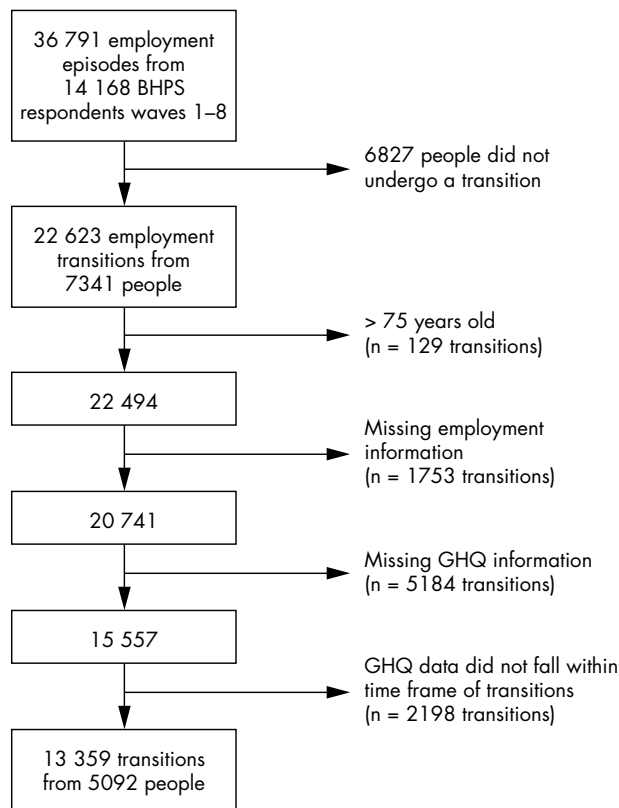 36 791 employment
episodes from
14 168 BHPS
respondents waves 1–8
6827 people did not
undergo a transition
22 623 employment
transitions from
7341 people
> 75 years old
(n = 129 transitions)
22 494
Missing employment
information
(n = 1753 transitions)
20 741
Missing GHQ information
(n = 5184 transitions)
15 557
GHQ data did not fall within
time frame of transitions
(n = 2198 transitions)
13 359 transitions
from 5092 people